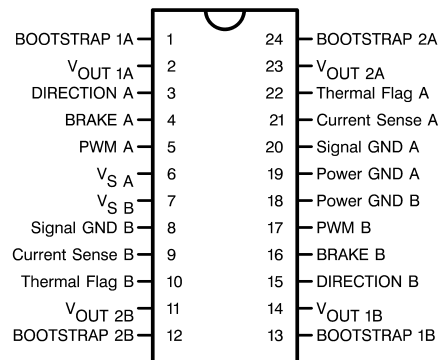 BOOTSTRAP 1A 1 24 BOOTSTRAP 2A
VOUT 1A 2 23 VOUT 2A
DIRECTION A 3 22 Thermal Flag A
BRAKE A 4 21 Current Sense A
PWM A 5 20 Signal GND A
VS A 6 19 Power GND A
VS B 7 18 Power GND B
Signal GND B 8 17 PWM B
Current Sense B 9 16 BRAKE B
Thermal Flag B 10 15 DIRECTION B
VOUT 2B 11 14 VOUT 1B
BOOTSTRAP 2B 12 13 BOOTSTRAP 1B